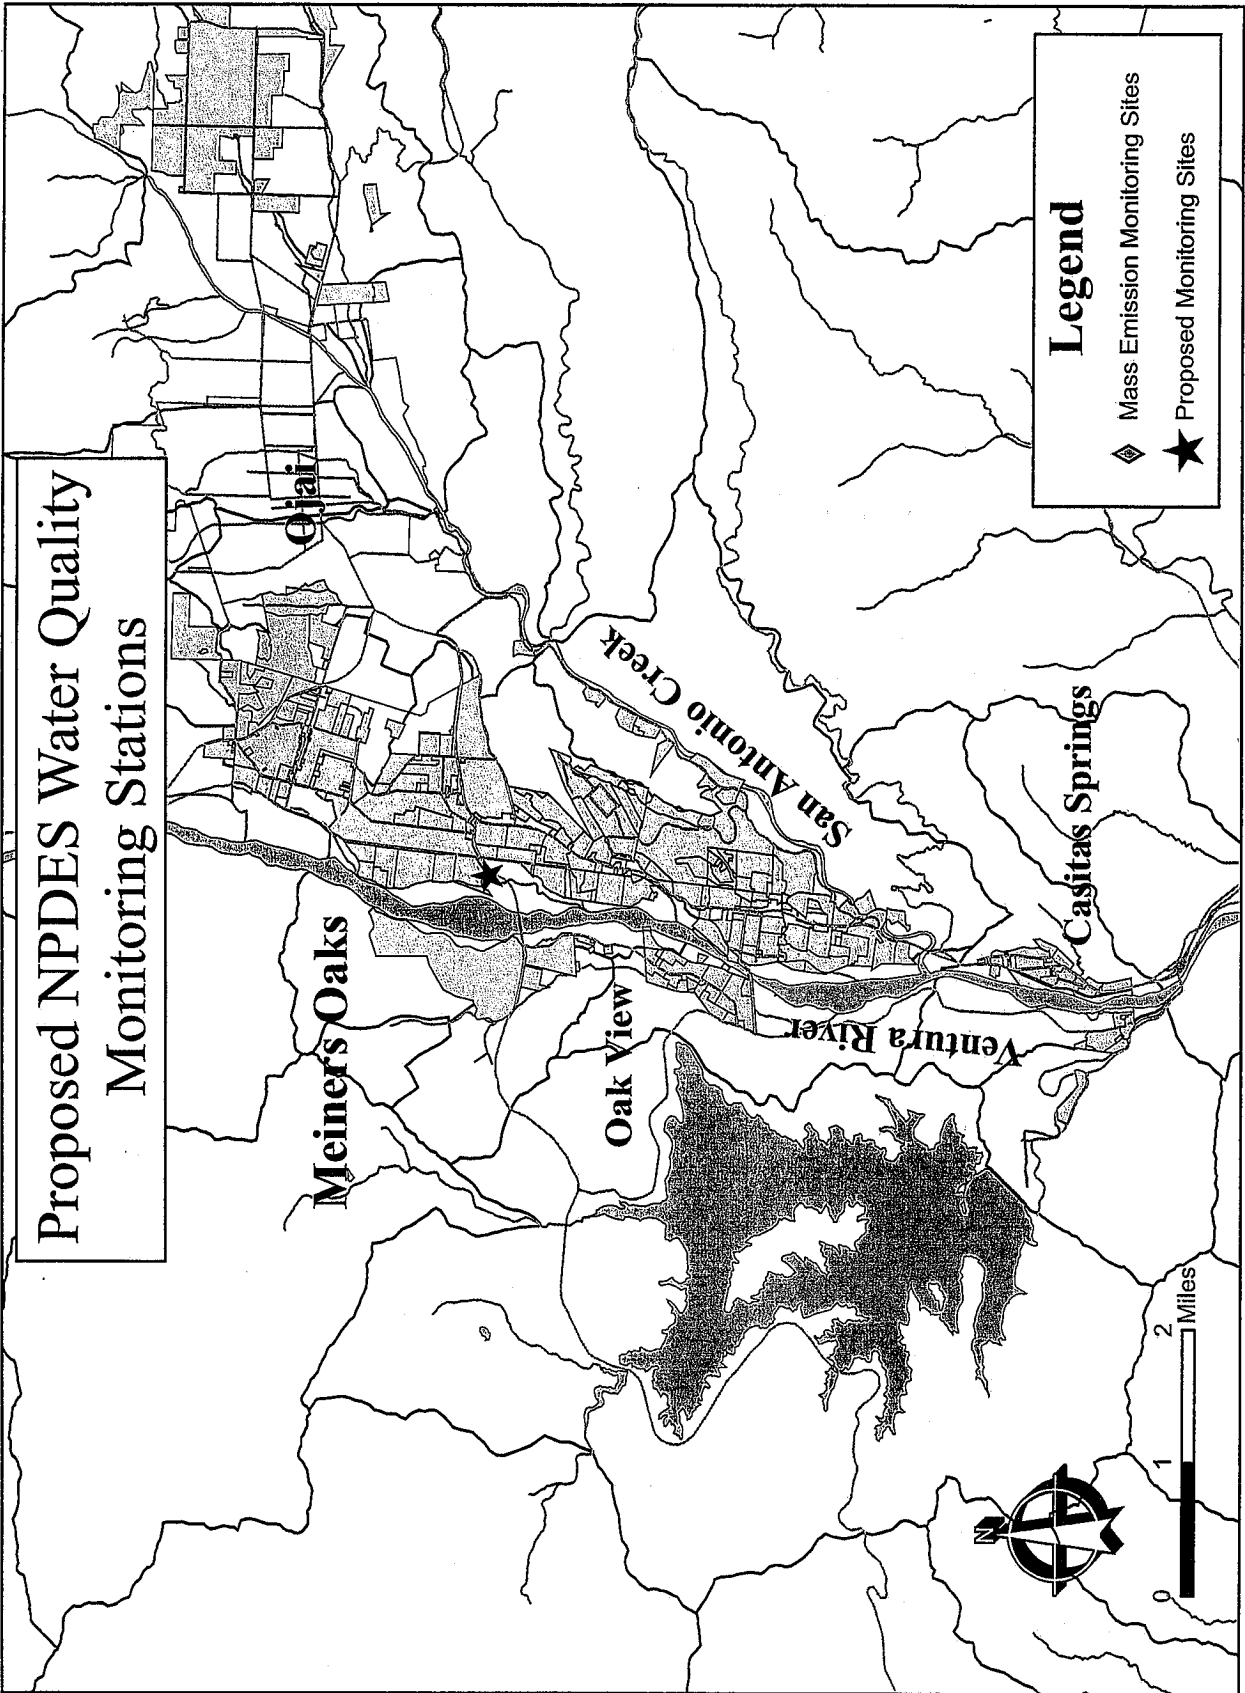 Proposed NPDES Water Quality
Monitoring Stations
Ojai
Meiners Oaks
San Antonio Creek
Oak View
Ventura River
Casitas Springs
Legend
Mass Emission Monitoring Sites
Proposed Monitoring Sites
N
0 1 2 Miles